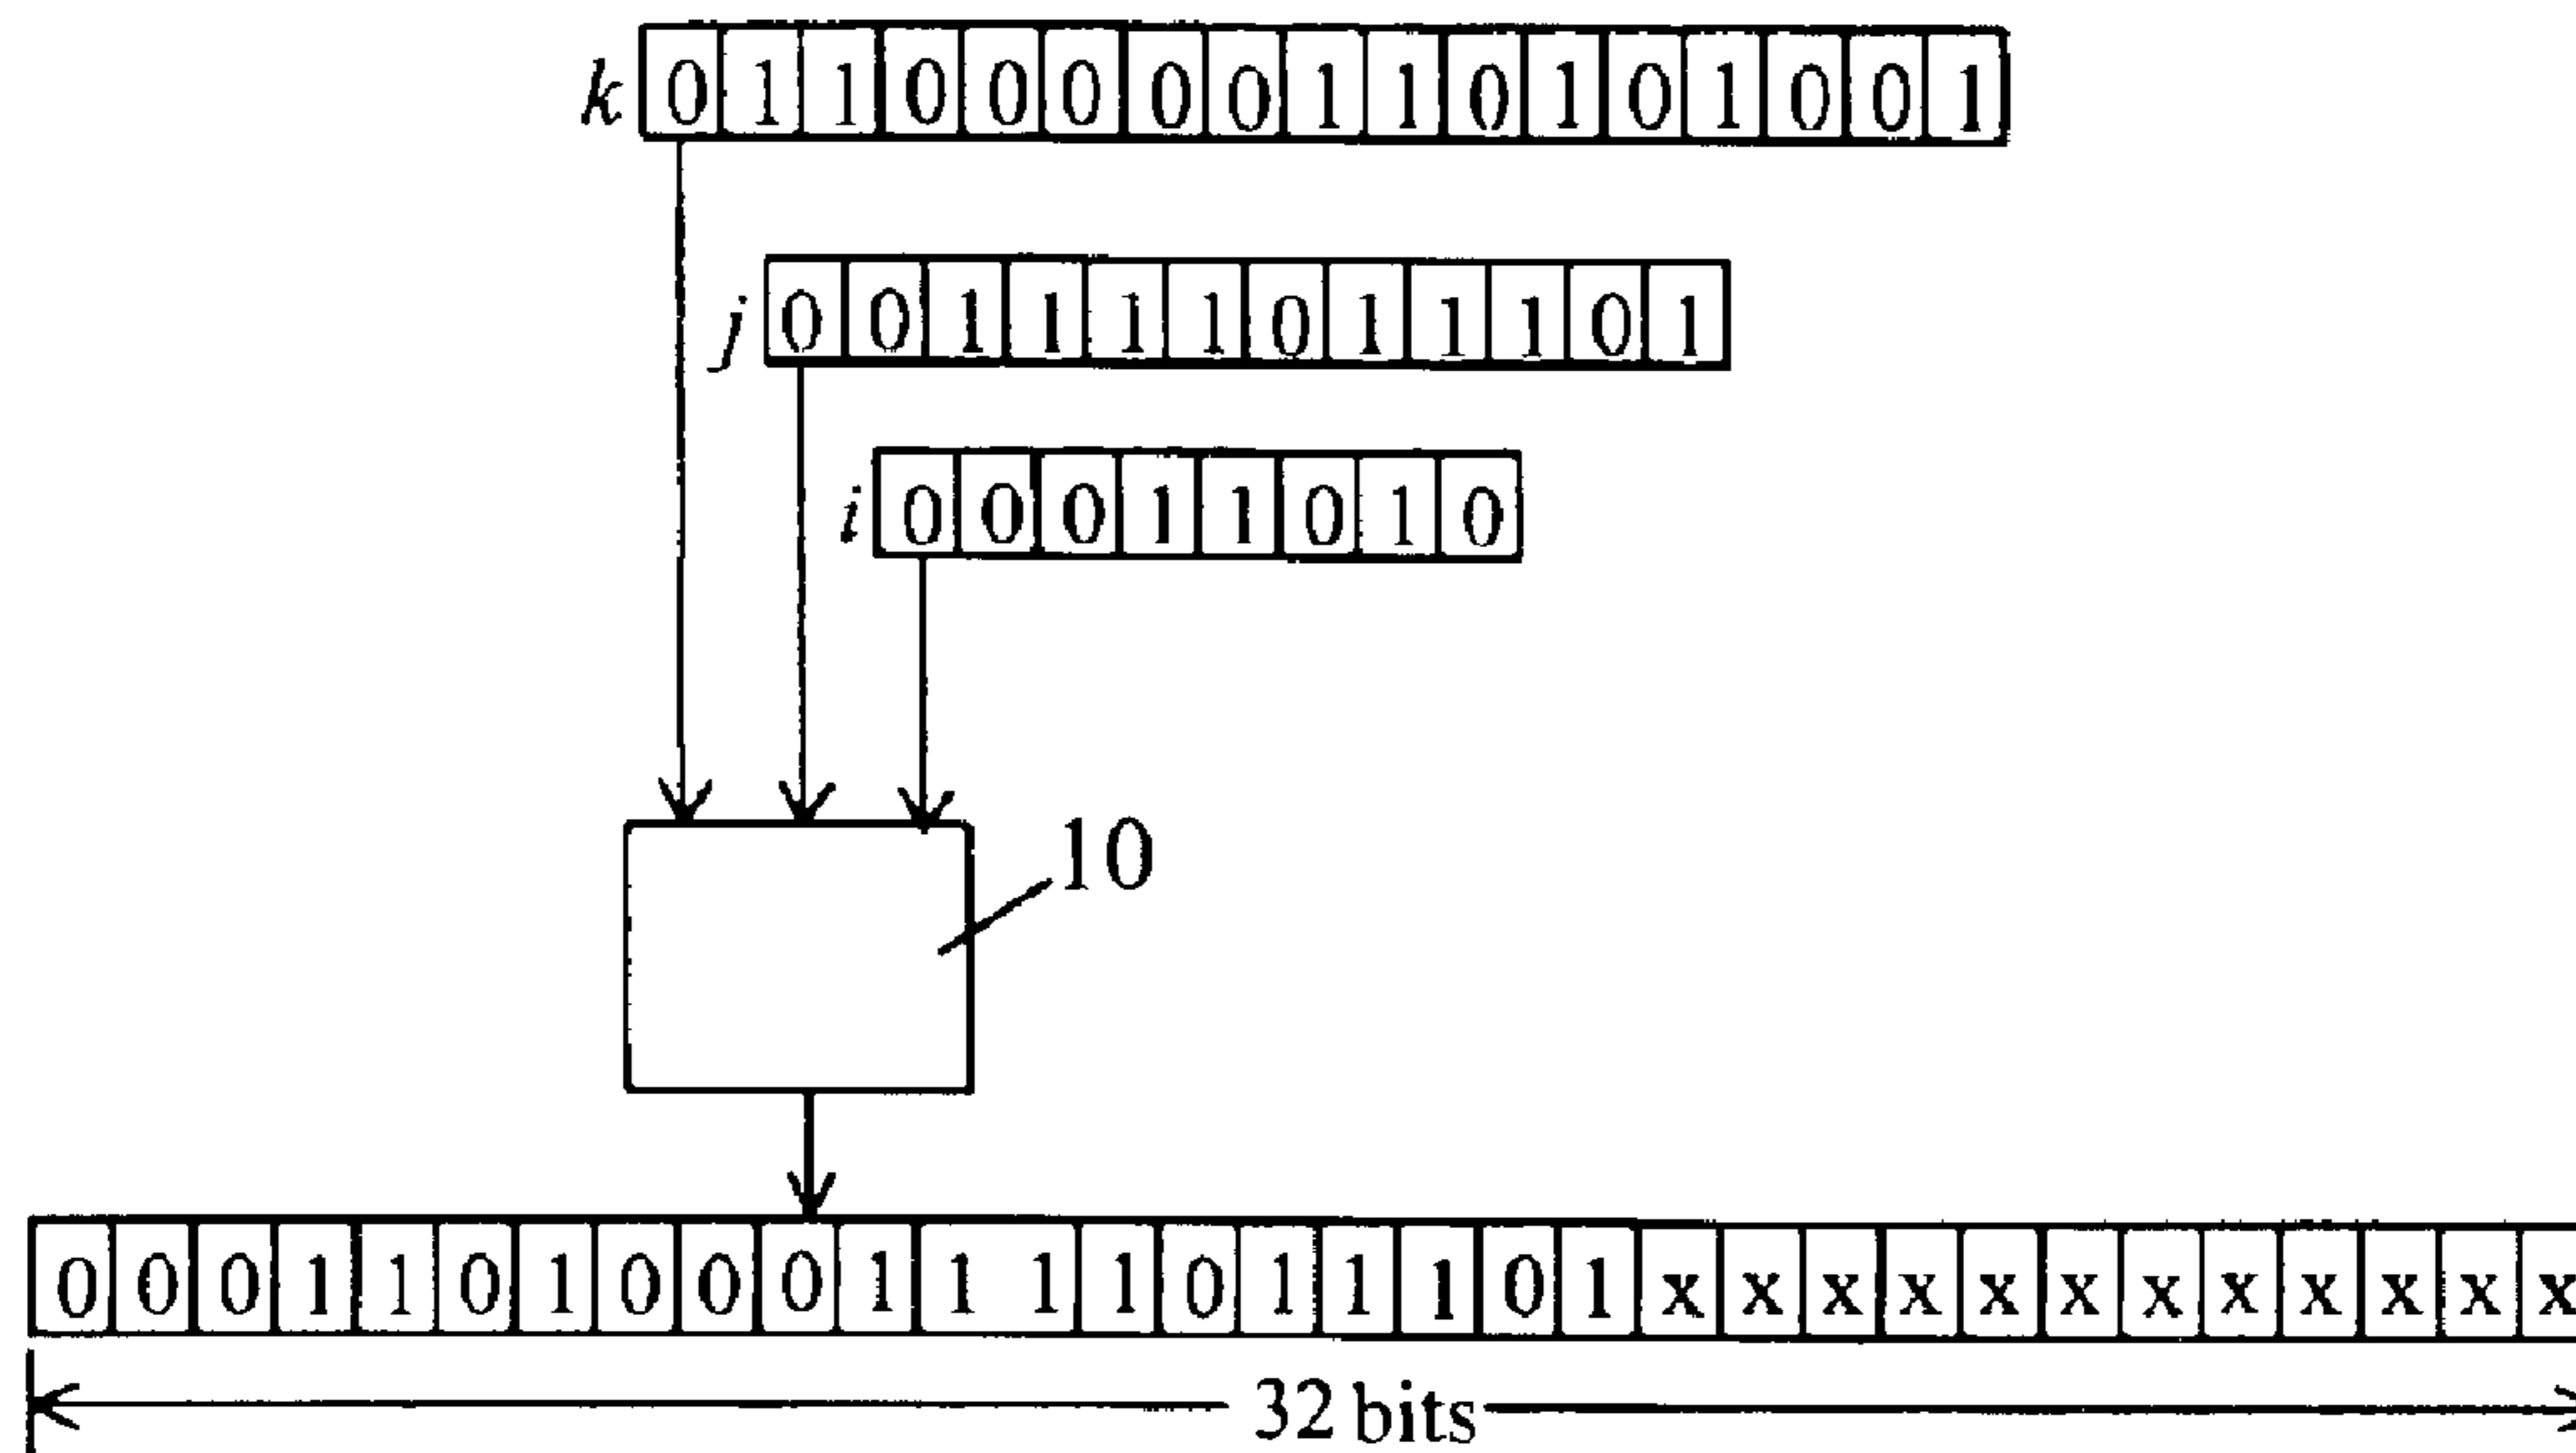 k 0 1 1 0 0 0 0 0 1 1 0 1 0 1 0 0 1
j 0 0 1 1 1 1 0 1 1 1 0 1
i 0 0 0 1 1 0 1 0
10
0 0 0 1 1 0 1 0 0 0 1 1 1 1 0 1 1 1 0 1 x x x x x x x x x x x x
32 bits